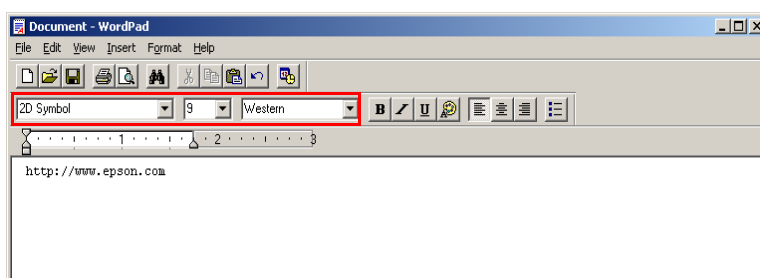 Document - WordPad
File Edit View Insert Format Help
2D Symbol 9 Western B I U
1 2 3
http://www.epson.com